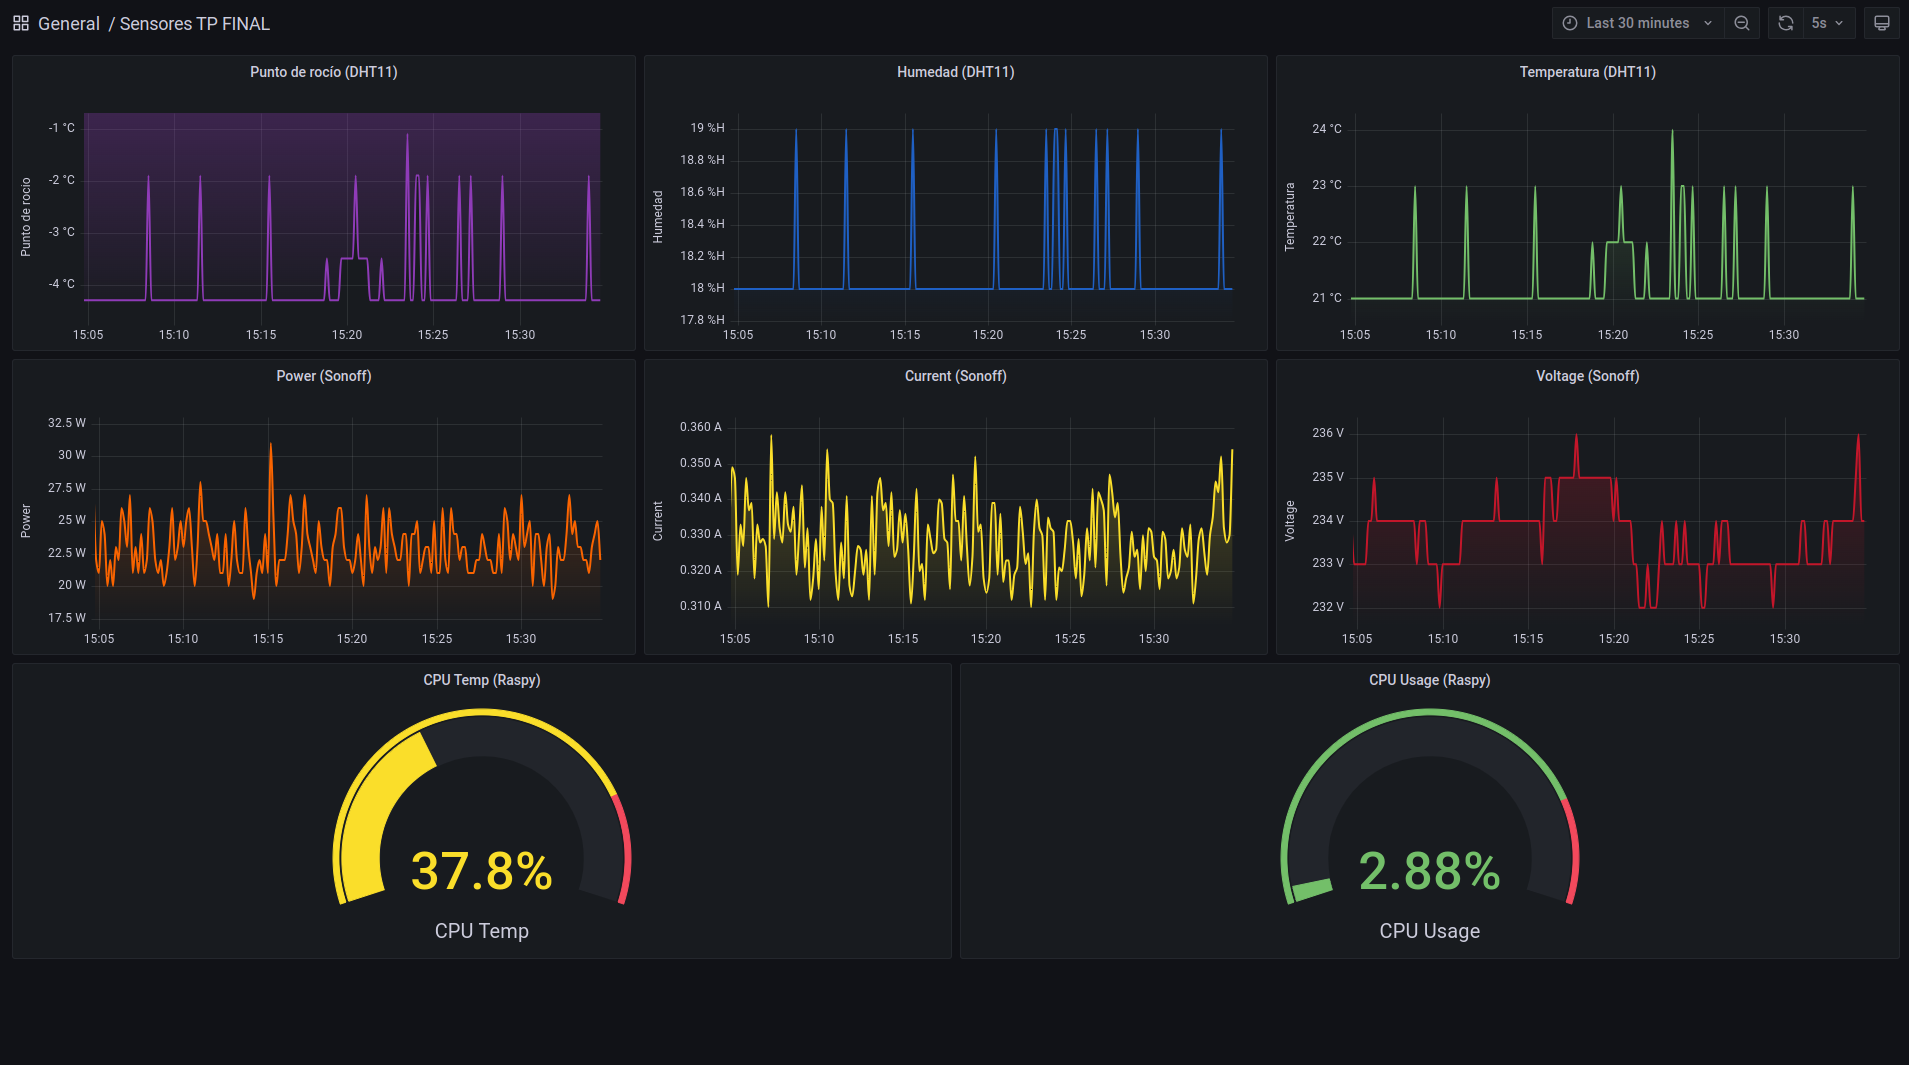 General / Sensores TP FINAL
Last 30 minutes
5s
Punto de rocío (DHT11)
Punto de rocio
-1 °C
-2 °C
-3 °C
-4 °C
15:05 15:10 15:15 15:20 15:25 15:30
Humedad (DHT11)
Humedad
19 %H
18.8 %H
18.6 %H
18.4 %H
18.2 %H
18 %H
17.8 %H
15:05 15:10 15:15 15:20 15:25 15:30
Temperatura (DHT11)
Temperatura
24 °C
23 °C
22 °C
21 °C
15:05 15:10 15:15 15:20 15:25 15:30
Power (Sonoff)
Power
32.5 W
30 W
27.5 W
25 W
22.5 W
20 W
17.5 W
15:05 15:10 15:15 15:20 15:25 15:30
Current (Sonoff)
Current
0.360 A
0.350 A
0.340 A
0.330 A
0.320 A
0.310 A
15:05 15:10 15:15 15:20 15:25 15:30
Voltage (Sonoff)
Voltage
236 V
235 V
234 V
233 V
232 V
15:05 15:10 15:15 15:20 15:25 15:30
CPU Temp (Raspy)
37.8%
CPU Temp
CPU Usage (Raspy)
2.88%
CPU Usage